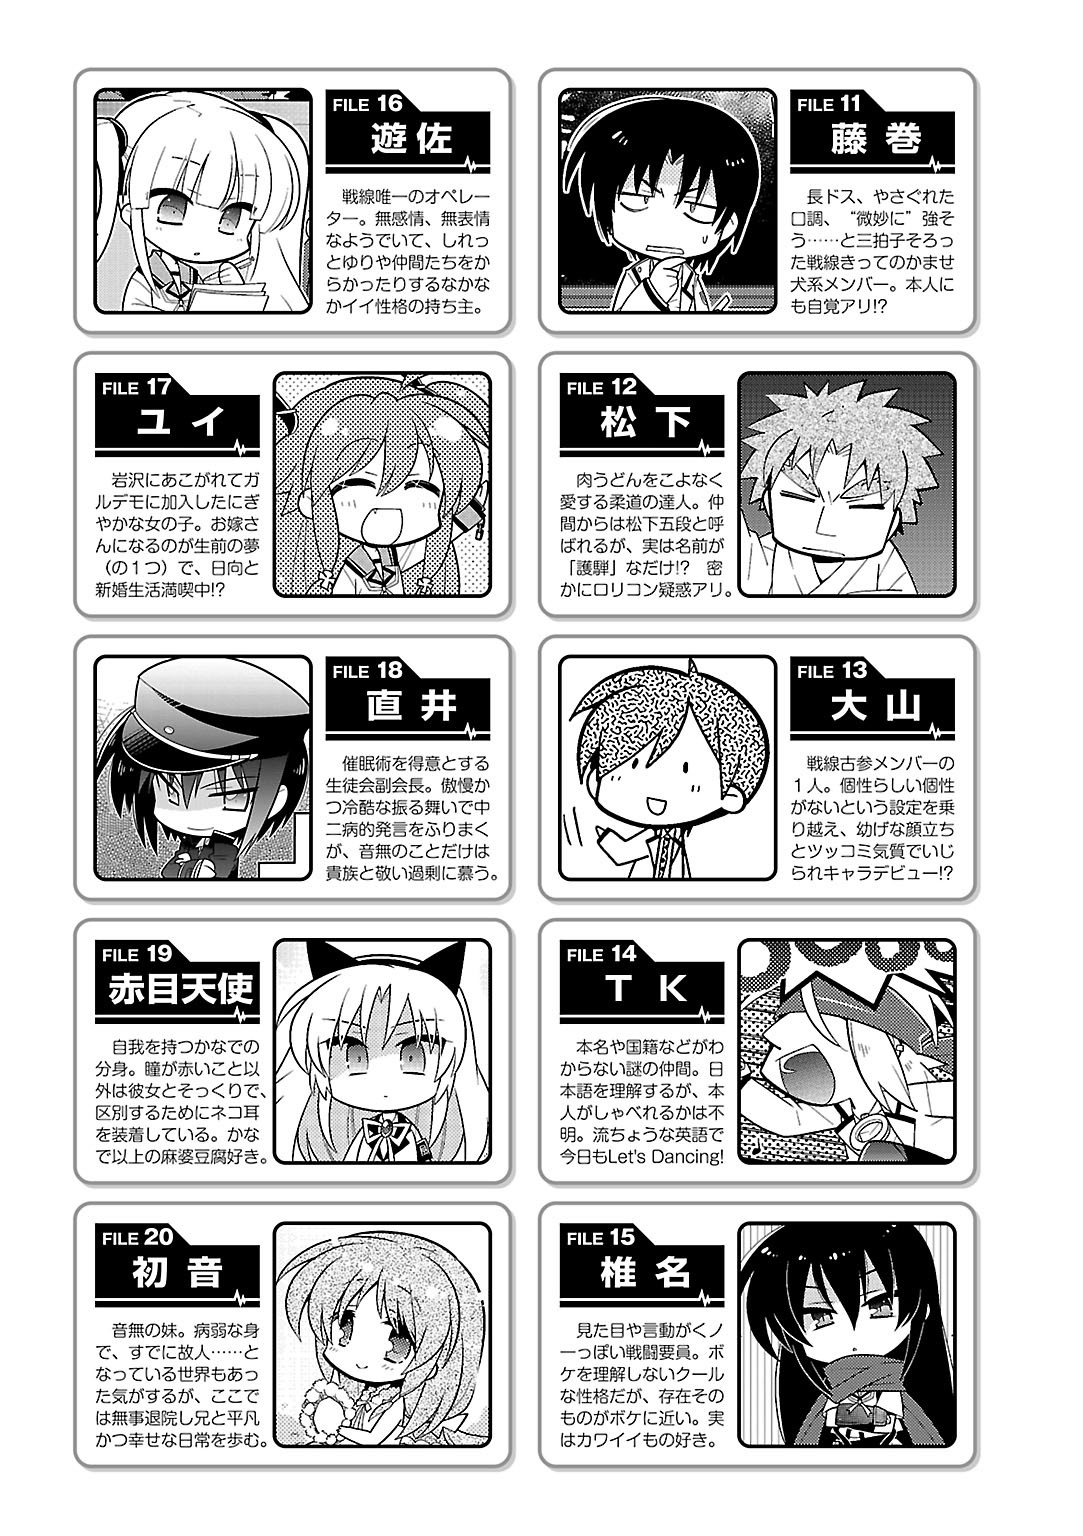 FILE 11
藤巻
長ドス、やさぐれた
口調、“微妙に”強そ
う……と三拍子そろっ
た戦線きってのかませ
犬系メンバー。本人に
も自覚アリ!?
FILE 12
松下
肉うどんをこよなく
愛する柔道の達人。仲
間からは松下五段と呼
ばれるが、実は名前が
「護騨」なだけ!? 密
かにロリコン疑惑アリ。
FILE 13
大山
戦線古参メンバーの
1人。個性らしい個性
がないという設定を乗
り越え、幼げな顔立ち
とツッコミ気質でいじ
られキャラデビュー!?
FILE 14
TK
本名や国籍などがわ
からない謎の仲間。日
本語を理解するが、本
人がしゃべれるかは不
明。流ちょうな英語で
今日もLet's Dancing!
FILE 15
椎名
見た目や言動がくノ
一っぽい戦闘要員。ボ
ケを理解しないクール
な性格だが、存在その
ものがボケに近い。実
はカワイイもの好き。
FILE 16
遊佐
戦線唯一のオペレー
ター。無感情、無表情
なようでいて、しれっ
とゆりや仲間たちをか
らかったりするなかな
かイイ性格の持ち主。
FILE 17
ユイ
岩沢にあこがれてガ
ルデモに加入したにぎ
やかな女の子。お嫁さ
んになるのが生前の夢
（の1つ）で、日向と
新婚生活満喫中!?
FILE 18
直井
催眠術を得意とする
生徒会副会長。傲慢か
つ冷酷な振る舞いで中
二病的発言をふりまく
が、音無のことだけは
貴族と敬い過剰に慕う。
FILE 19
赤目天使
自我を持つかなでの
分身。瞳が赤いこと以
外は彼女とそっくりで、
区別するためにネコ耳
を装着している。かな
で以上の麻婆豆腐好き。
FILE 20
初音
音無の妹。病弱な身
で、すでに故人……と
なっている世界もあっ
た気がするが、ここで
は無事退院し兄と平凡
かつ幸せな日常を歩む。